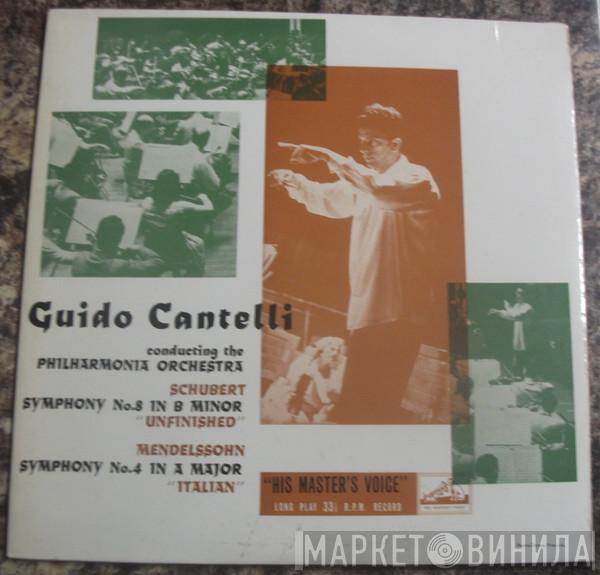 Guido Cantelli
conducting the
PHILHARMONIA ORCHESTRA
SCHUBERT
SYMPHONY No.8 IN B MINOR
"UNFINISHED"
MENDELSSOHN
SYMPHONY No.4 IN A MAJOR
"ITALIAN"
"HIS MASTER'S VOICE"
LONG PLAY 33⅓ R.P.M. RECORD
МАРКЕТ ВИНИЛА